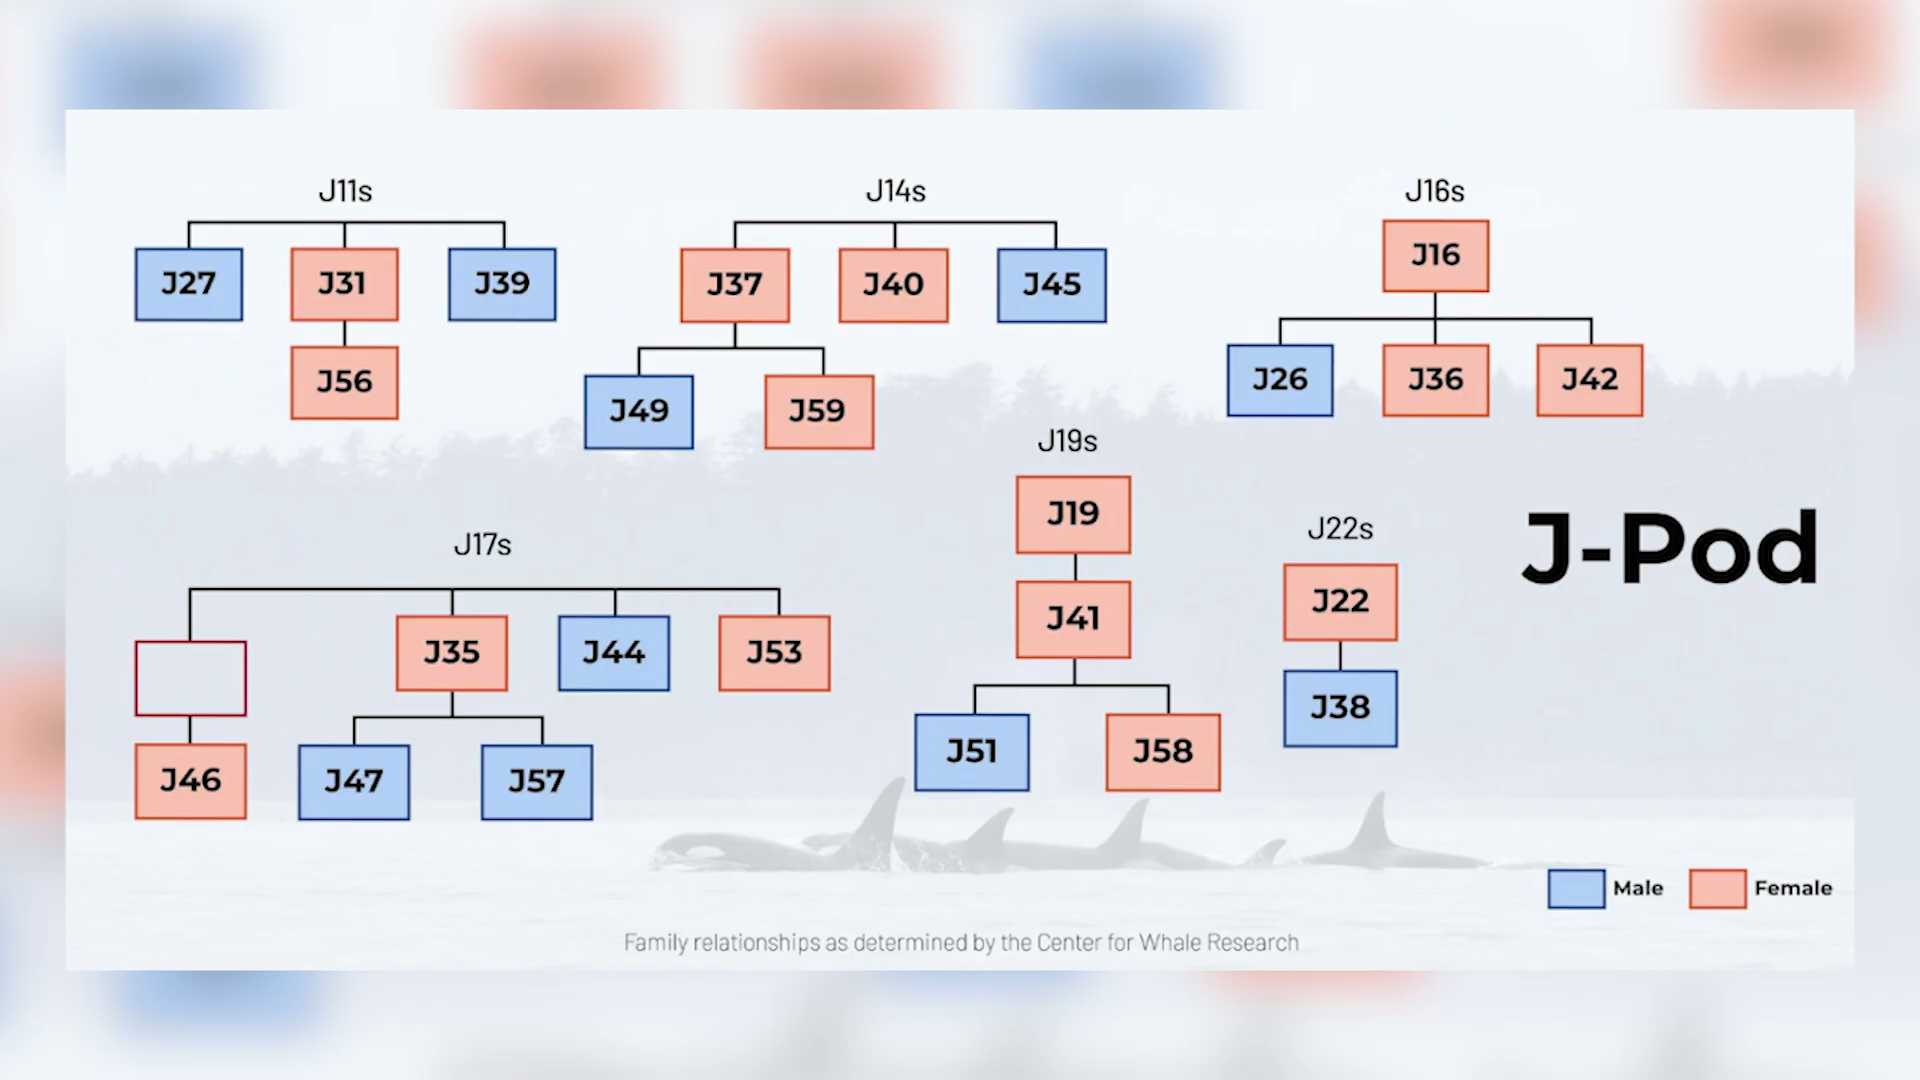 J11s
J27
J31
J39
J56
J14s
J37
J40
J45
J49
J59
J16s
J16
J26
J36
J42
J17s
J35
J44
J53
J46
J47
J57
J19s
J19
J41
J51
J58
J22s
J22
J38
J-Pod
Male
Female
Family relationships as determined by the Center for Whale Research